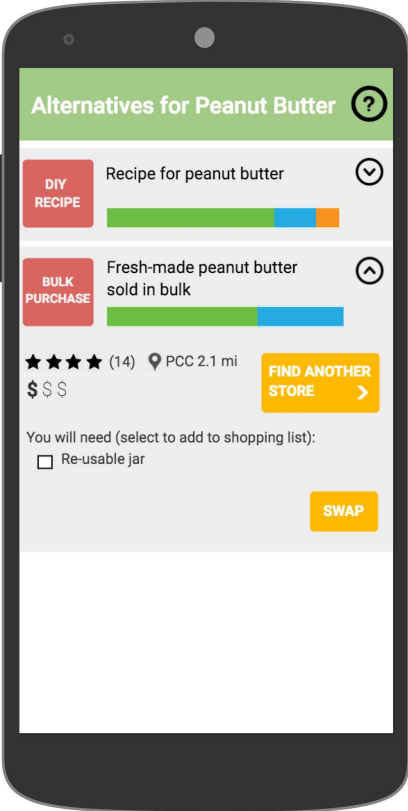 Alternatives for Peanut Butter ?
DIY
RECIPE
Recipe for peanut butter
BULK
PURCHASE
Fresh-made peanut butter
sold in bulk
(14) PCC 2.1 mi
$$$
FIND ANOTHER
STORE
You will need (select to add to shopping list):
Re-usable jar
SWAP